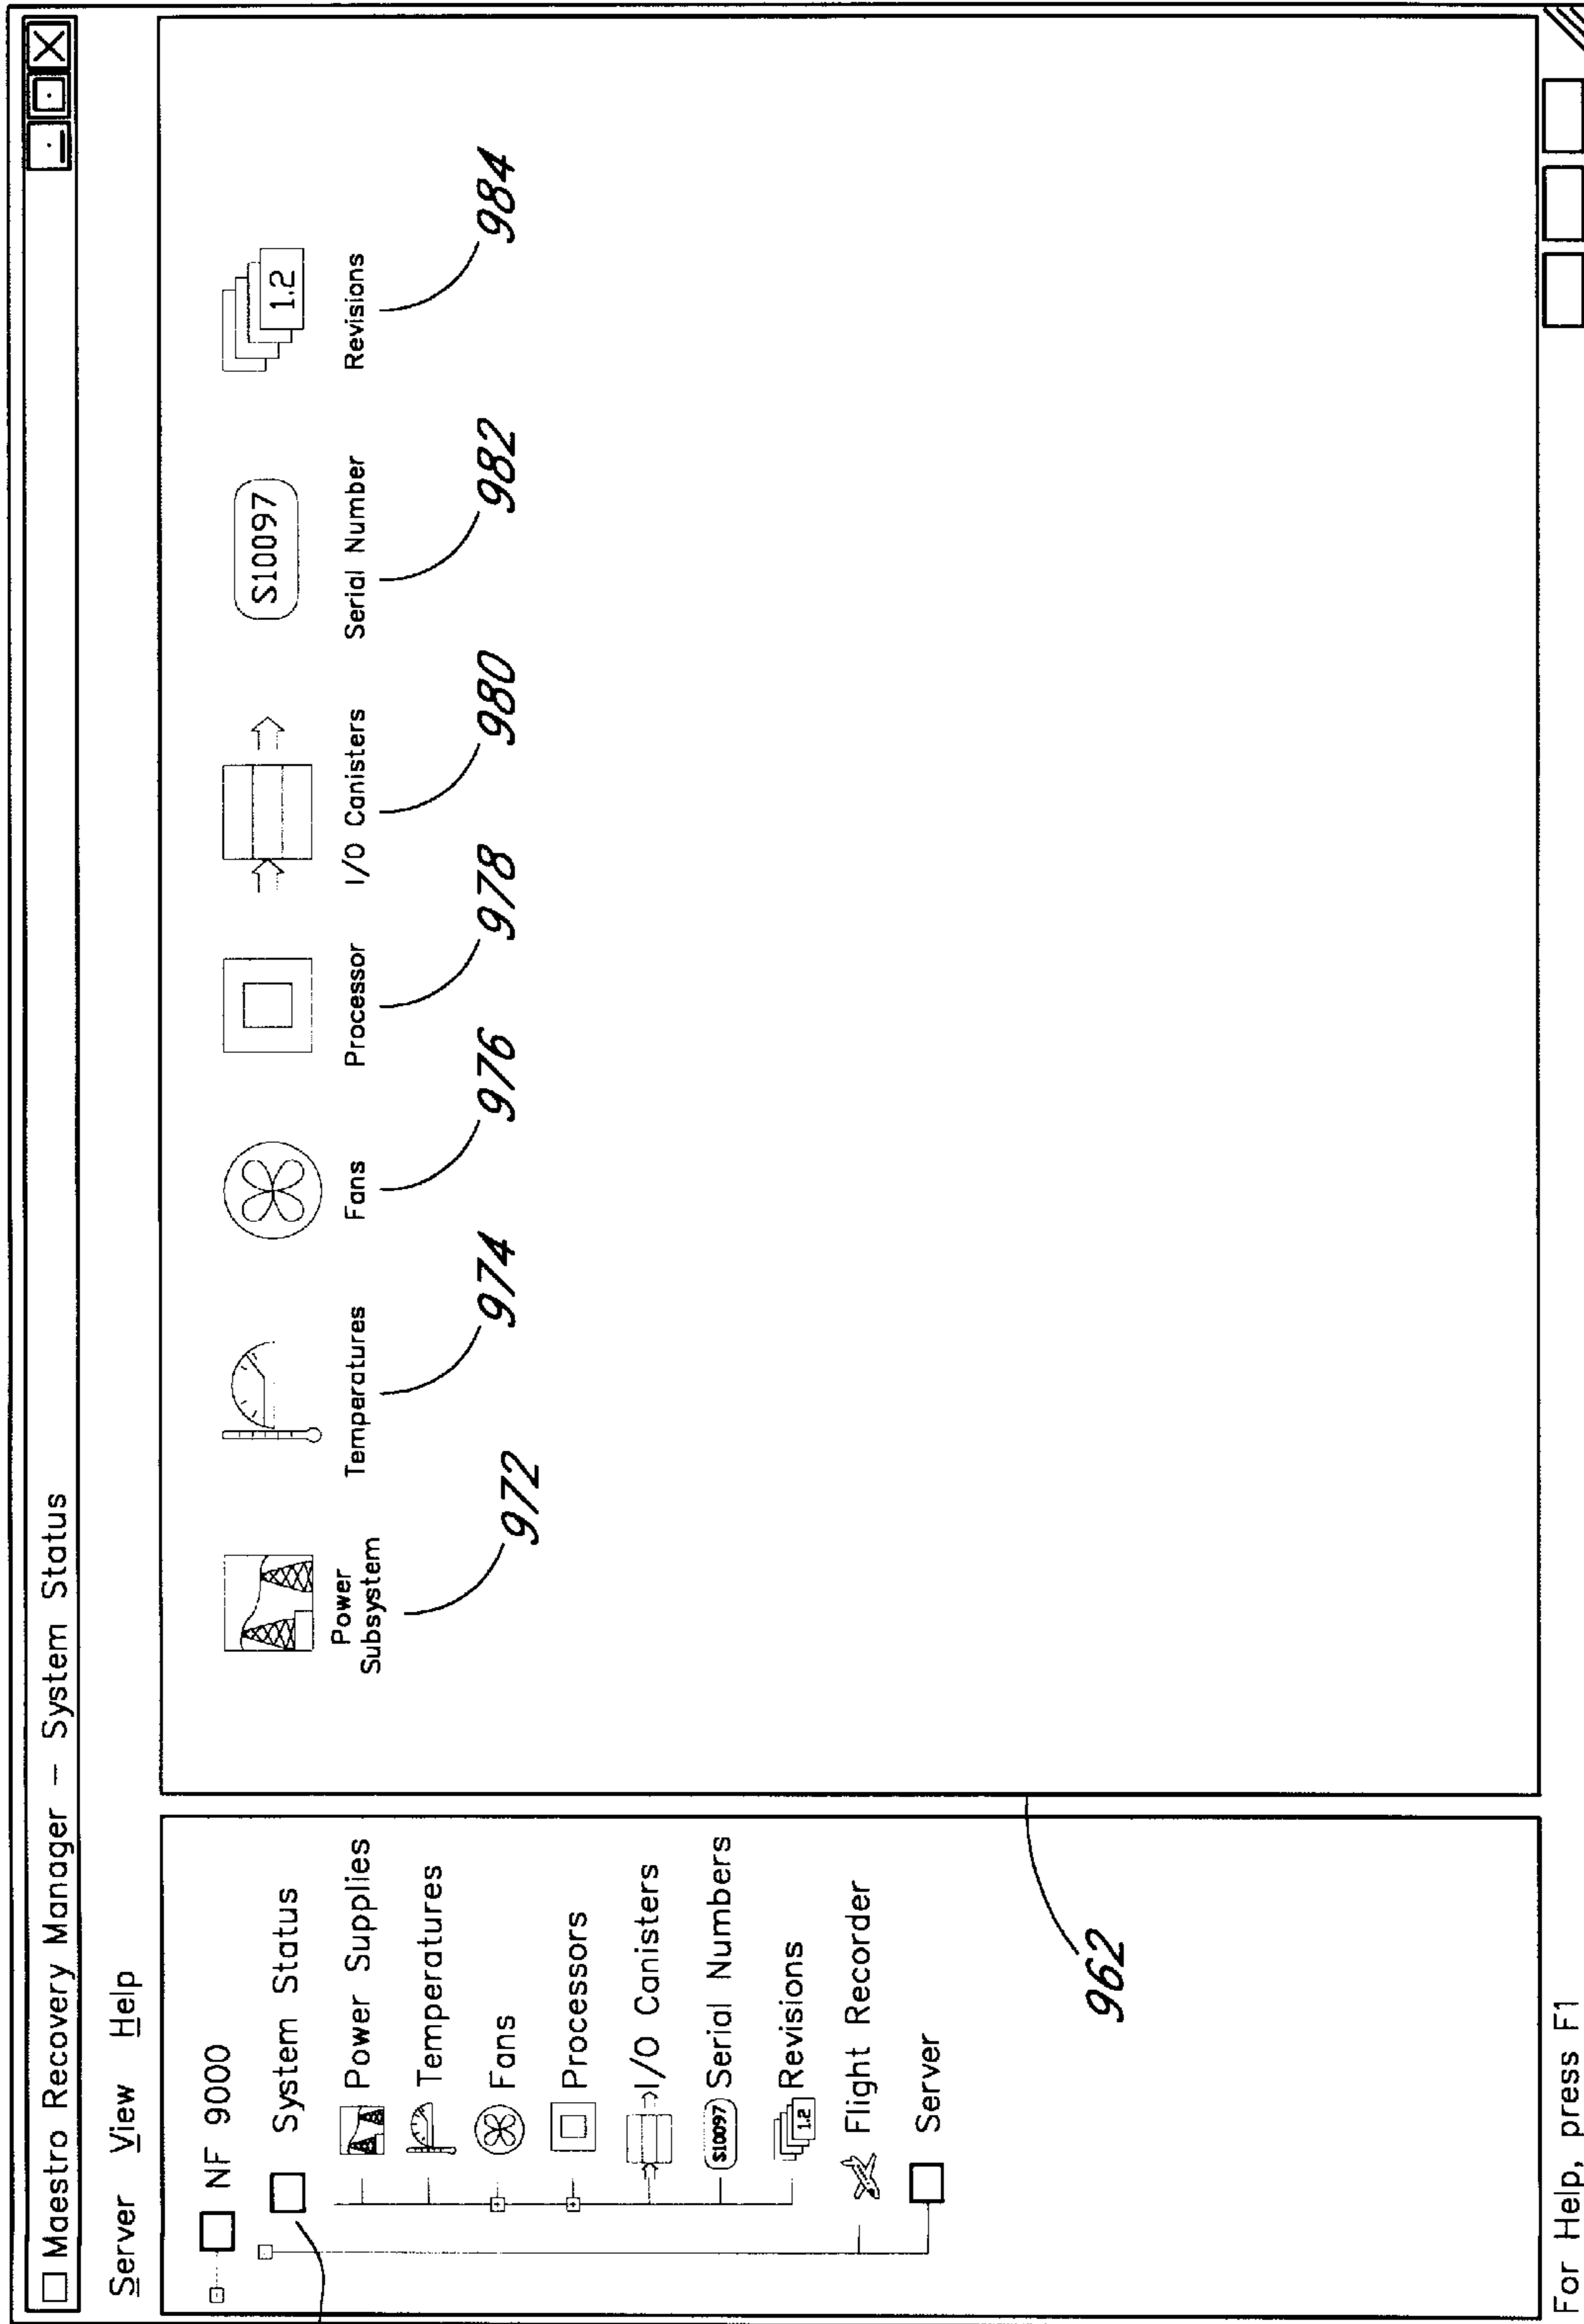 Maestro Recovery Manager – System Status
Server View Help
NF 9000
System Status
Power Supplies
Temperatures
Fans
Processors
I/O Canisters
S10097 Serial Numbers
1.2 Revisions
Flight Recorder
Server
962
Power
Subsystem
972
Temperatures
974
Fans
976
Processor
978
I/O Canisters
980
S10097
Serial Number
982
1.2
Revisions
984
For Help, press F1